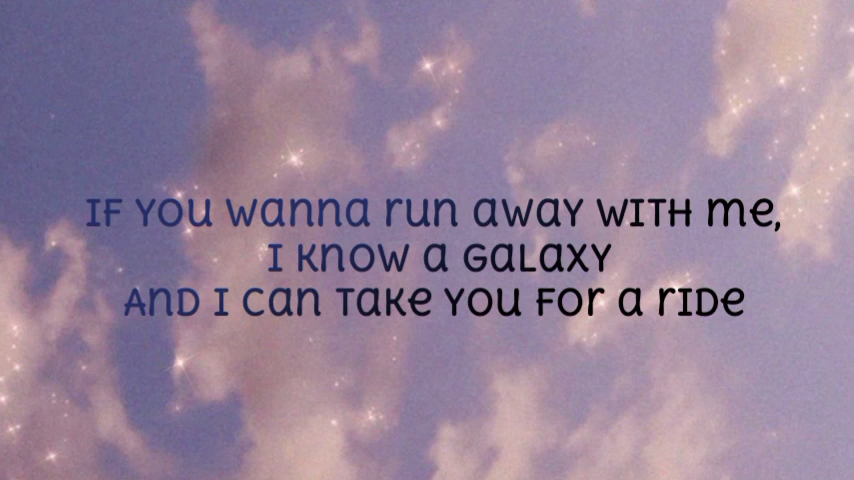 IF YOU wanna run away WITH me,
I KNOW a GaLaXY
AND I can Take YOU FOr a rIDe